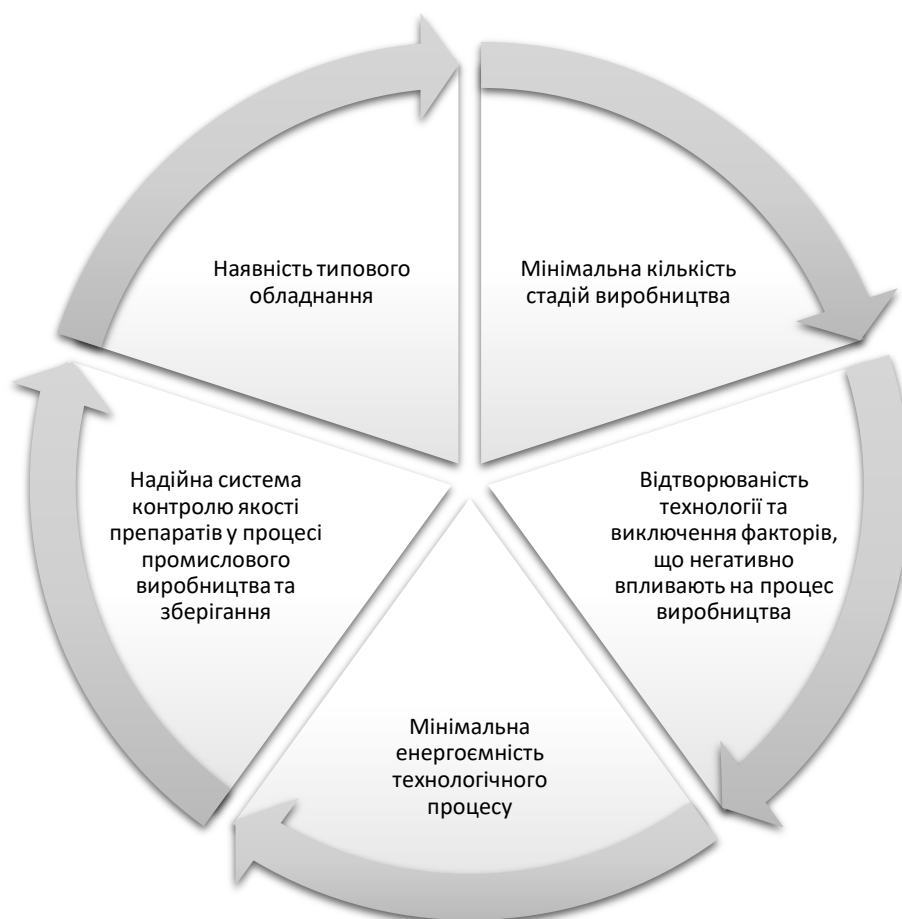 Наявність типового
обладнання
Мінімальна кількість
стадій виробництва
Відтворюваність
технології та
виключення факторів,
що негативно
впливають на процес
виробництва
Мінімальна
енергоємність
технологічного
процесу
Надійна система
контролю якості
препаратів у процесі
промислового
виробництва та
зберігання